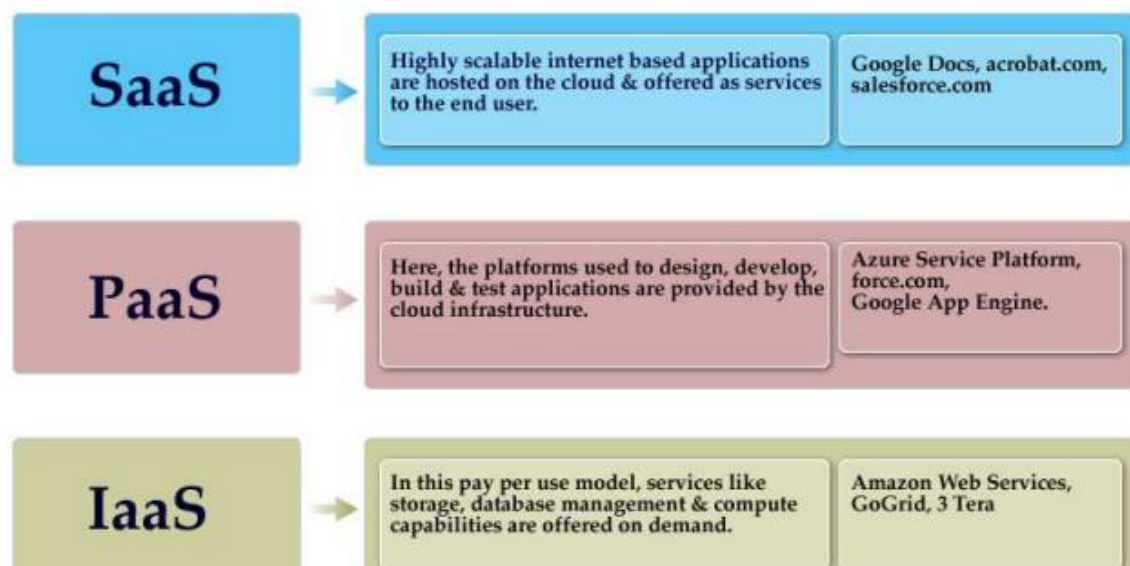 SaaS
Highly scalable internet based applications
are hosted on the cloud & offered as services
to the end user.
Google Docs, acrobat.com,
salesforce.com
PaaS
Here, the platforms used to design, develop,
build & test applications are provided by the
cloud infrastructure.
Azure Service Platform,
force.com,
Google App Engine.
IaaS
In this pay per use model, services like
storage, database management & compute
capabilities are offered on demand.
Amazon Web Services,
GoGrid, 3 Tera